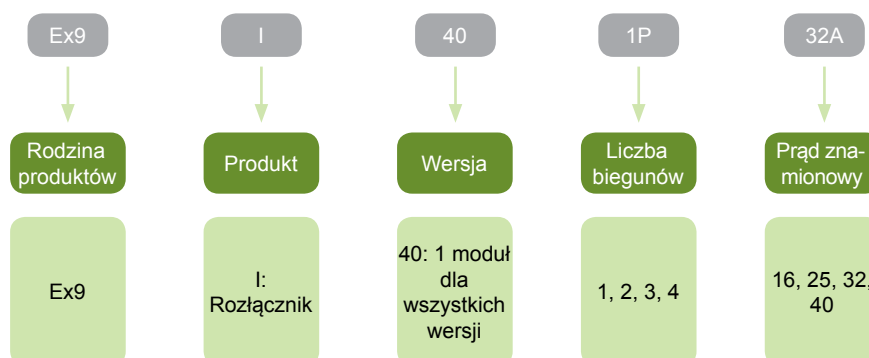 Ex9
I
40
1P
32A
Rodzina
produktów
Produkt
Wersja
Liczba
biegunów
Prąd zna-
mionowy
Ex9
I:
Rozłącznik
40: 1 moduł
dla
wszystkich
wersji
1, 2, 3, 4
16, 25, 32,
40